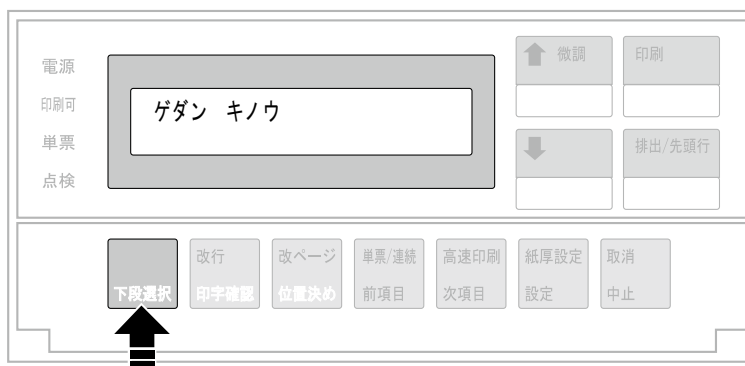 電源
印刷可
単票
点検
ゲダン キノウ
微調
印刷
排出/先頭行
下段選択
改行
印字確認
改ページ
位置決め
単票/連続
前項目
高速印刷
次項目
紙厚設定
設定
取消
中止